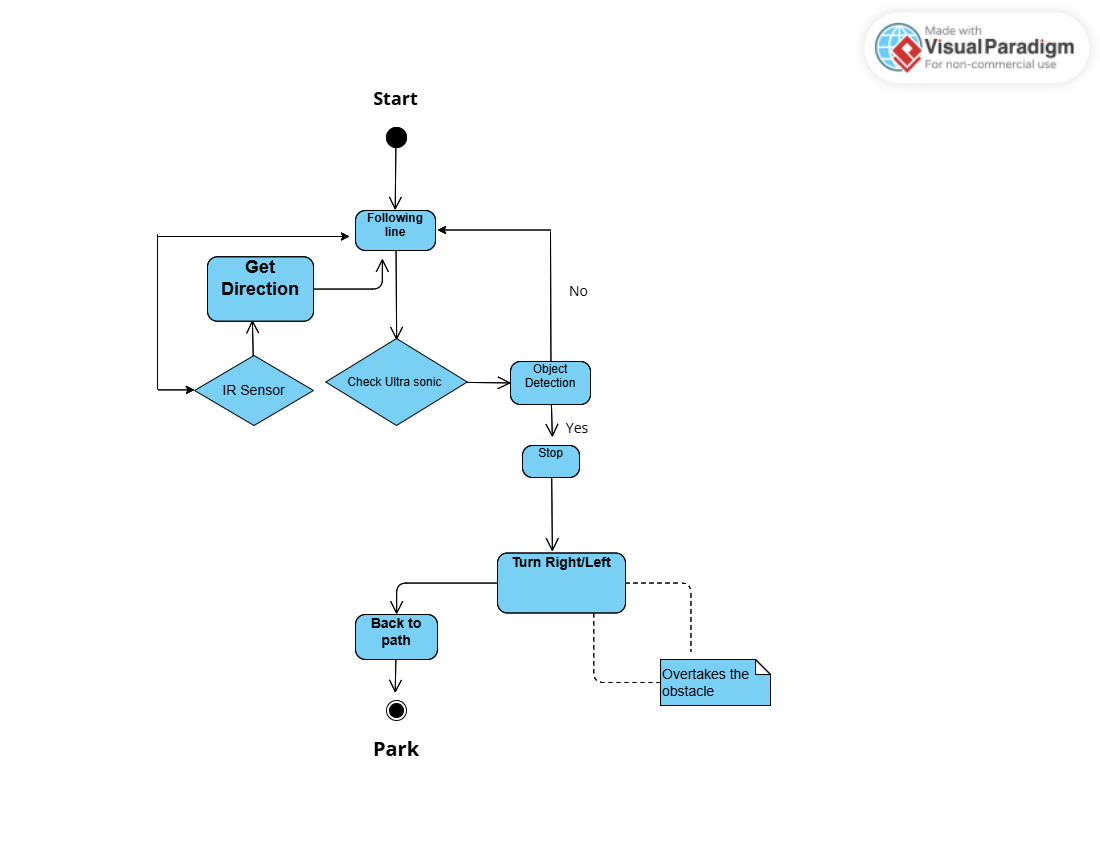 Made with
Visual Paradigm
For non-commercial use
Start
Following
line
Get
Direction
No
IR Sensor
Check Ultra sonic
Object
Detection
Yes
Stop
Turn Right/Left
Back to
path
Overtakes the
obstacle
Park